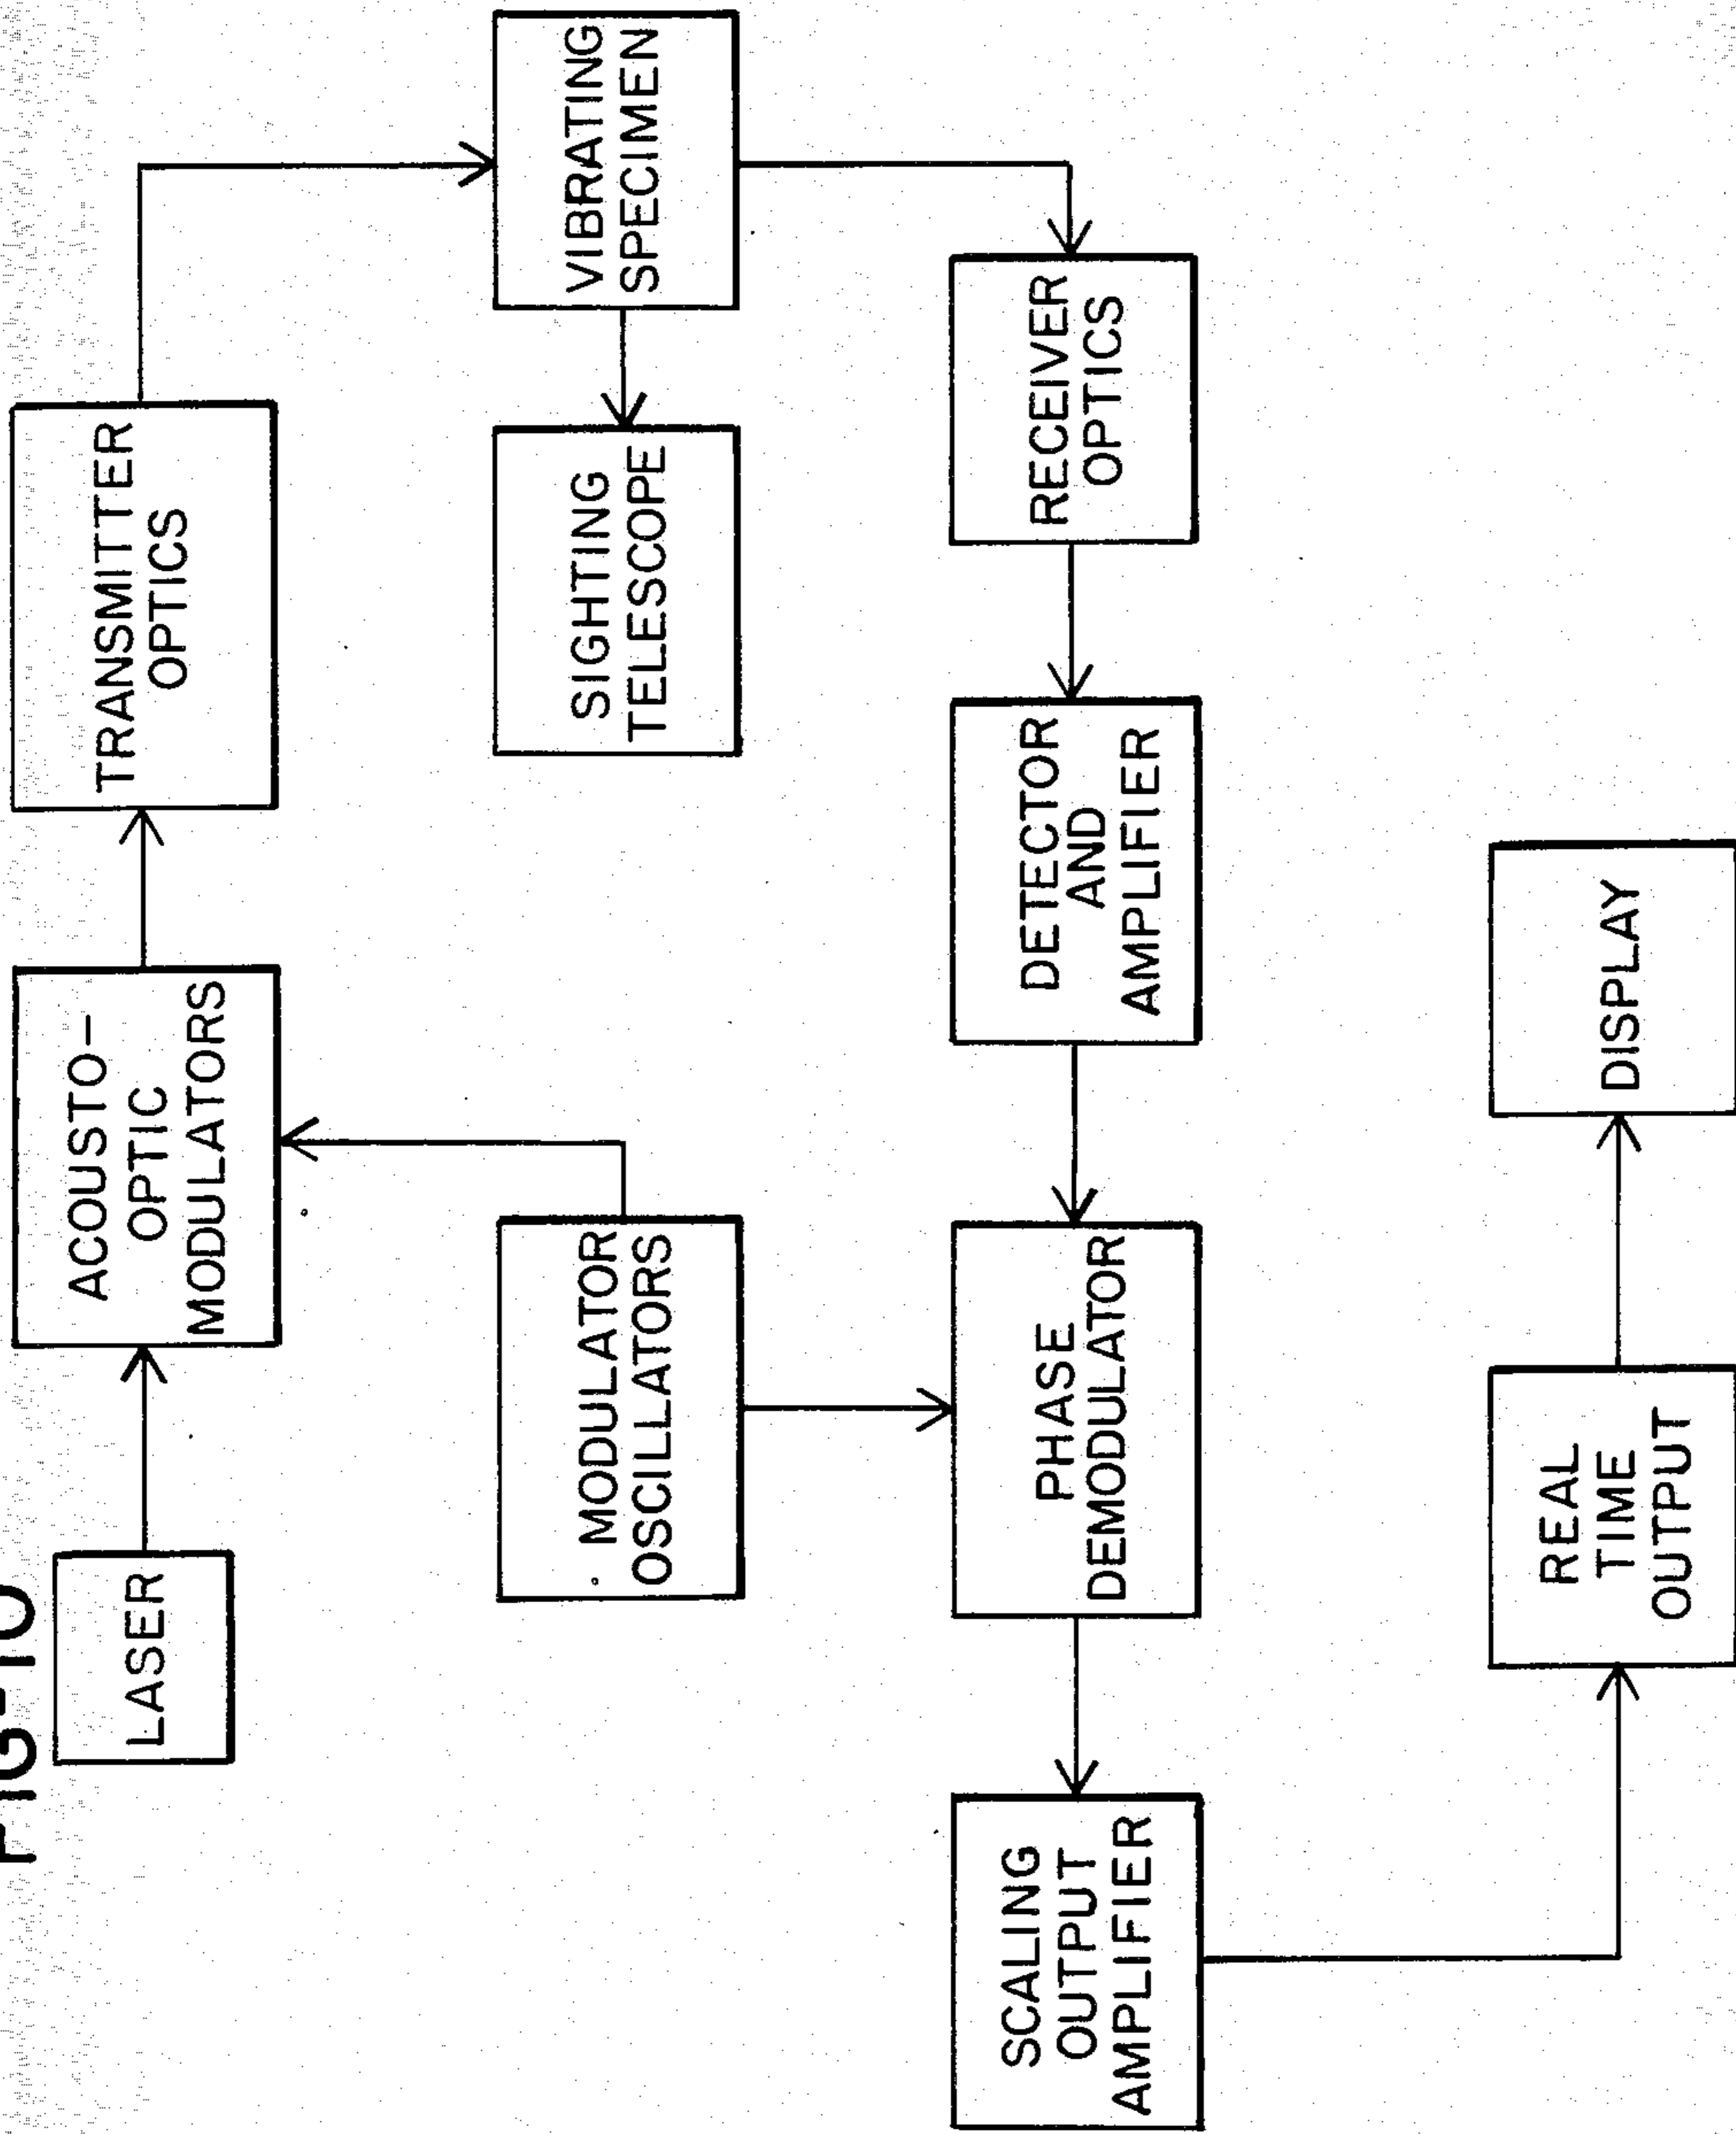 FIG-10
LASER
ACOUSTO-
OPTIC
MODULATORS
TRANSMITTER
OPTICS
MODULATOR
OSCILLATORS
SIGHTING
TELESCOPE
VIBRATING
SPECIMEN
SCALING
OUTPUT
AMPLIFIER
PHASE
DEMODULATOR
DETECTOR
AND
AMPLIFIER
RECEIVER
OPTICS
REAL
TIME
OUTPUT
DISPLAY